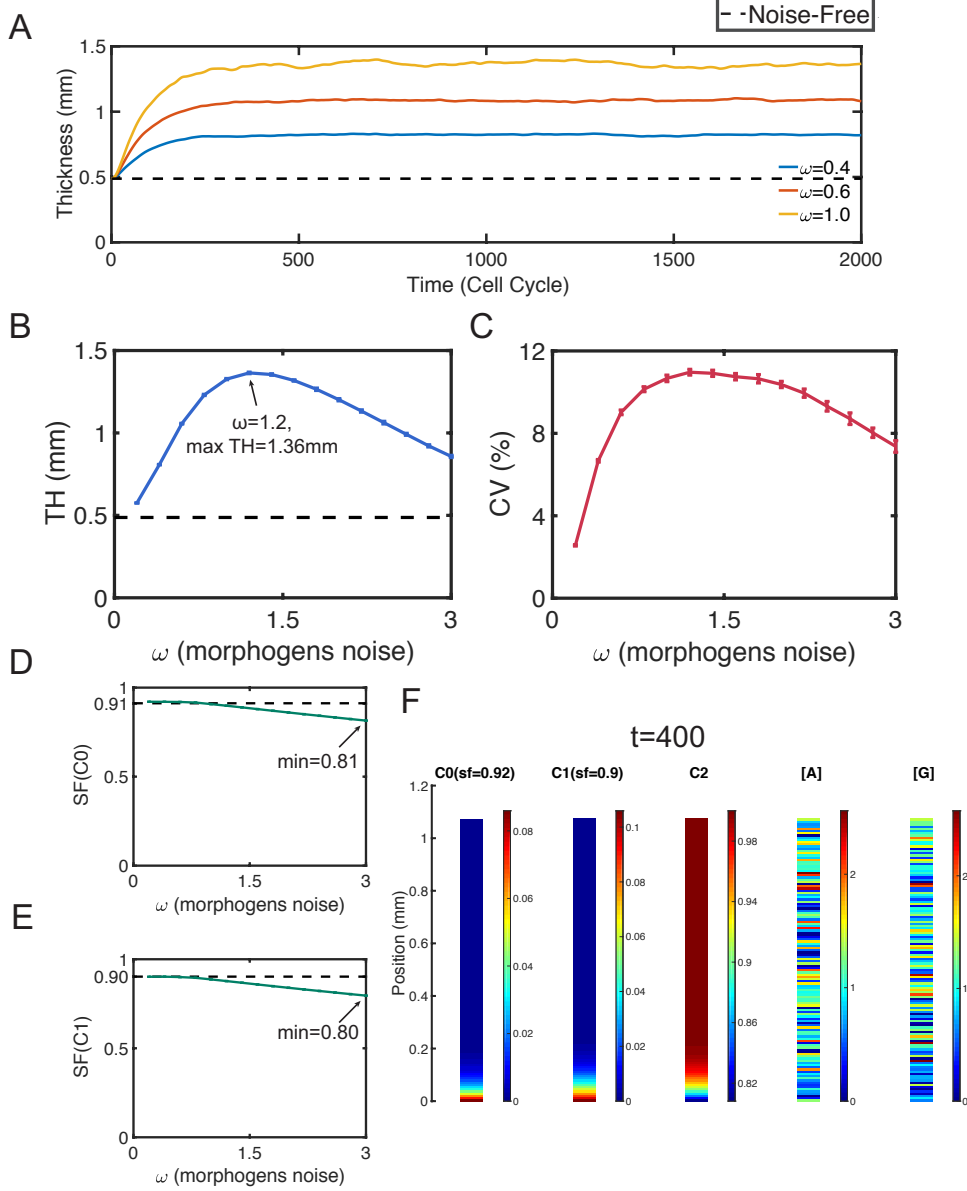 - -Noise-Free
A
1.5
1
0.5
0
Thickness (mm)
ω=0.4
ω=0.6
ω=1.0
0
500
1000
1500
2000
Time (Cell Cycle)
B
1.5
1
0.5
0
TH (mm)
ω=1.2,
max TH=1.36mm
0
1.5
3
ω (morphogens noise)
C
12
8
4
0
CV (%)
0
1.5
3
ω (morphogens noise)
D
1
0.91
0.5
0
SF(C0)
min=0.81
0
1.5
3
ω (morphogens noise)
E
1
0.90
0.5
0
SF(C1)
min=0.80
0
1.5
3
ω (morphogens noise)
F
t=400
C0(sf=0.92)
C1(sf=0.9)
C2
[A]
[G]
1.2
1
0.8
0.6
0.4
0.2
0
Position (mm)
0.08
0.06
0.04
0.02
0
0.1
0.08
0.06
0.04
0.02
0
0.98
0.94
0.9
0.86
0.82
2
1
0
2
1
0